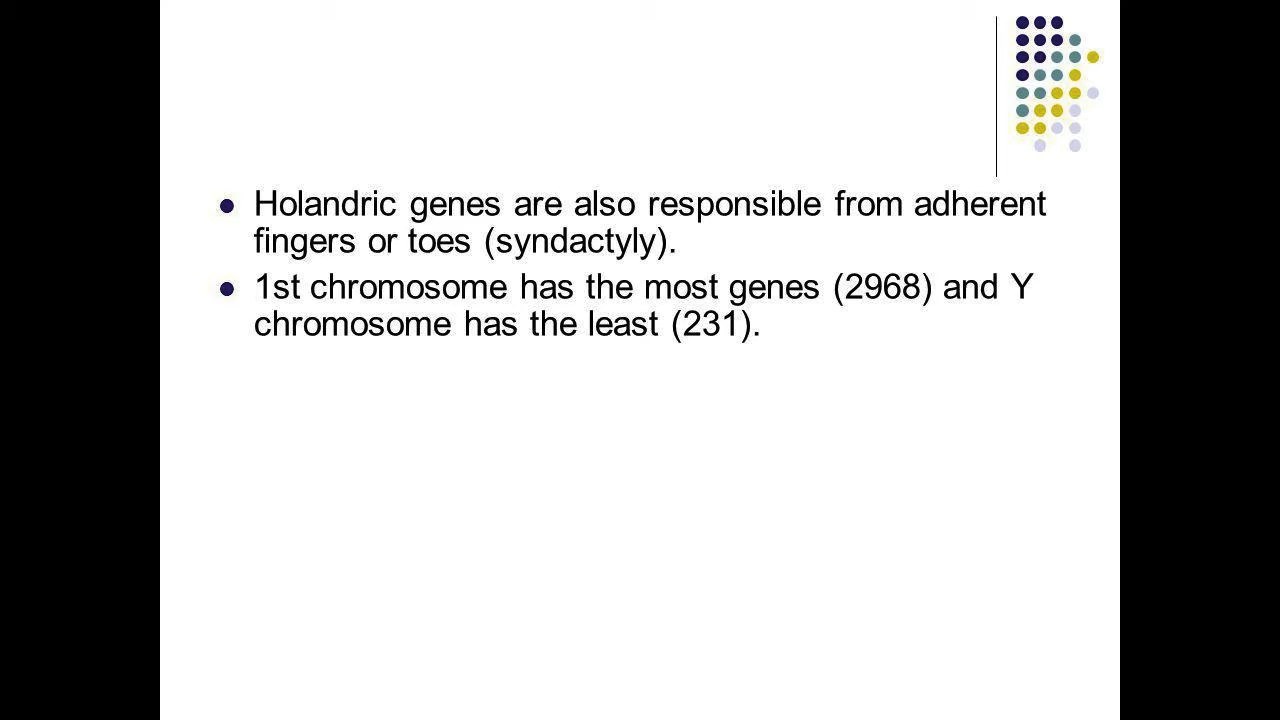 Holandric genes are also responsible from adherent
fingers or toes (syndactyly).
1st chromosome has the most genes (2968) and Y
chromosome has the least (231).